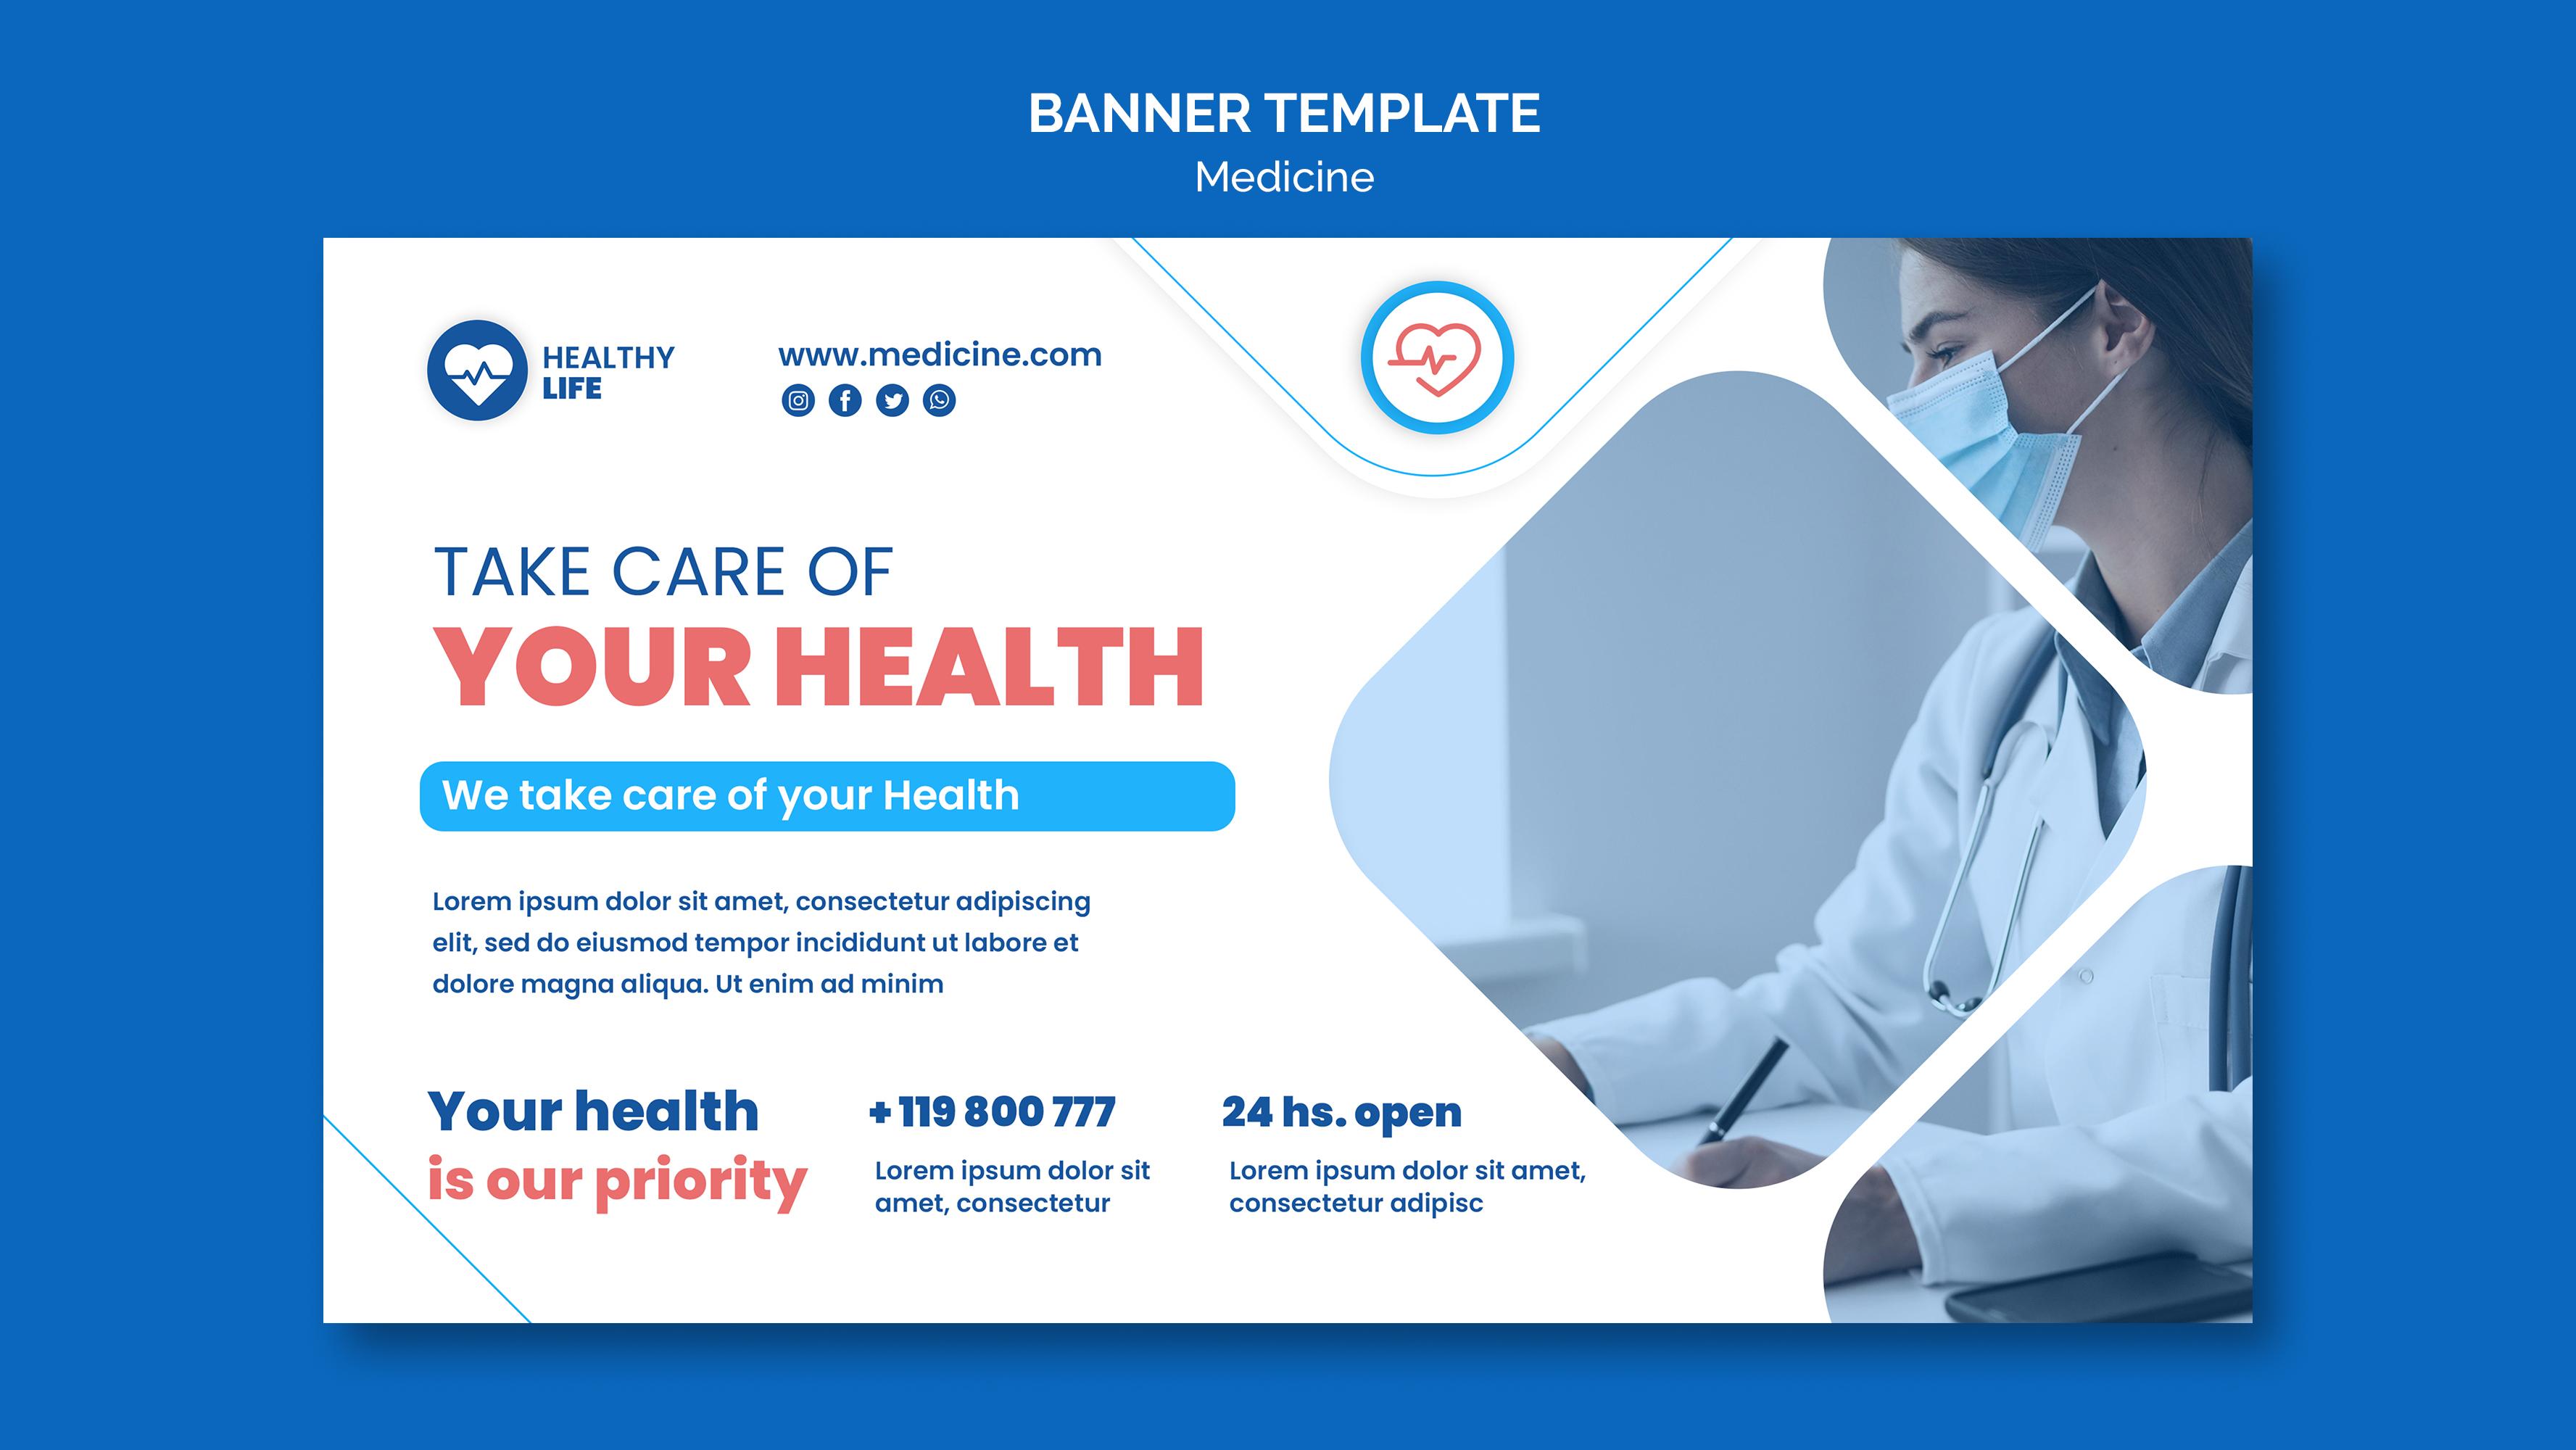 BANNER TEMPLATE
Medicine
HEALTHY
LIFE
www.medicine.com
TAKE CARE OF
YOUR HEALTH
We take care of your Health
Lorem ipsum dolor sit amet, consectetur adipiscing
elit, sed do eiusmod tempor incididunt ut labore et
dolore magna aliqua. Ut enim ad minim
Your health
is our priority
+ 119 800 777
Lorem ipsum dolor sit
amet, consectetur
24 hs. open
Lorem ipsum dolor sit amet,
consectetur adipisc